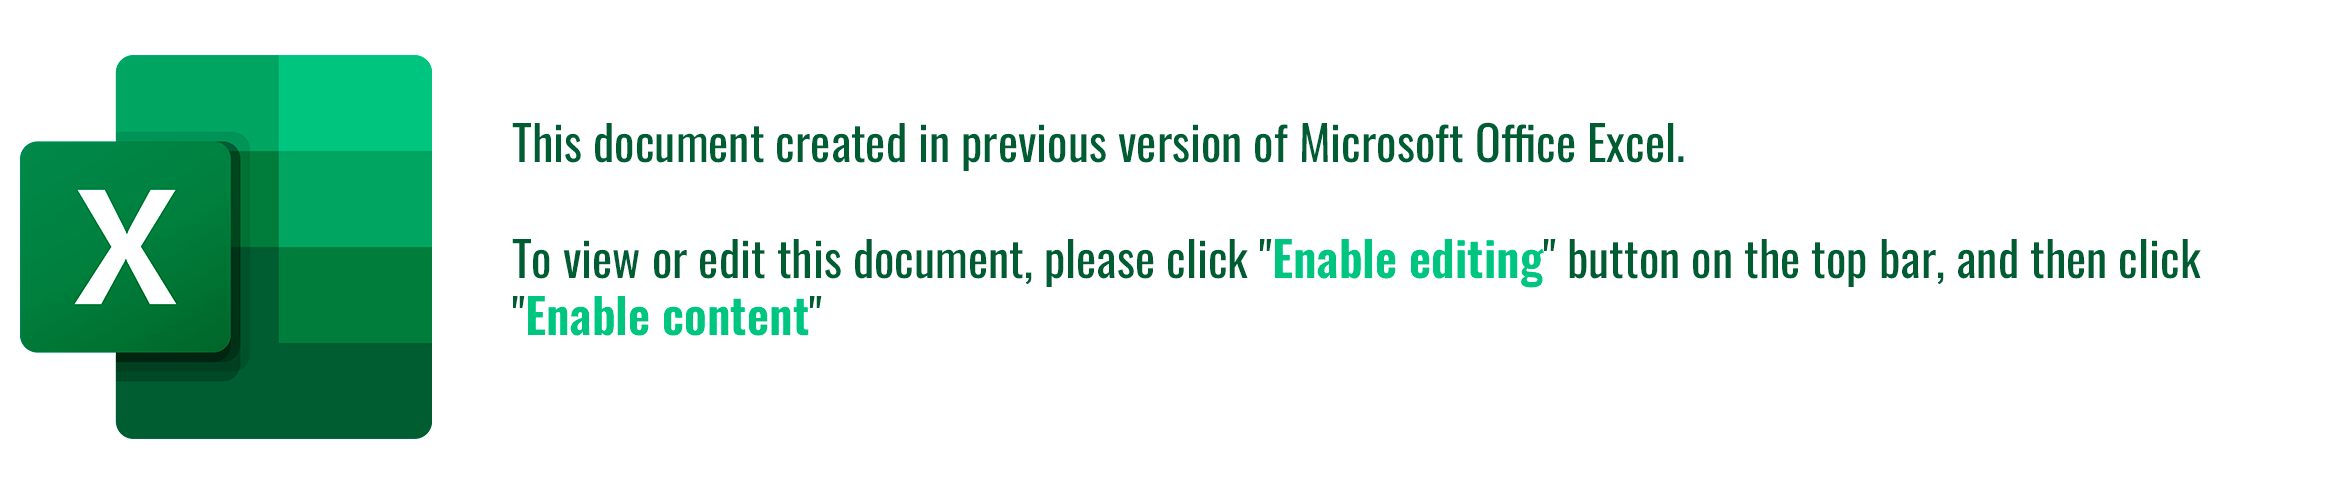 X
This document created in previous version of Microsoft Office Excel.
To view or edit this document, please click "Enable editing" button on the top bar, and then click
"Enable content"